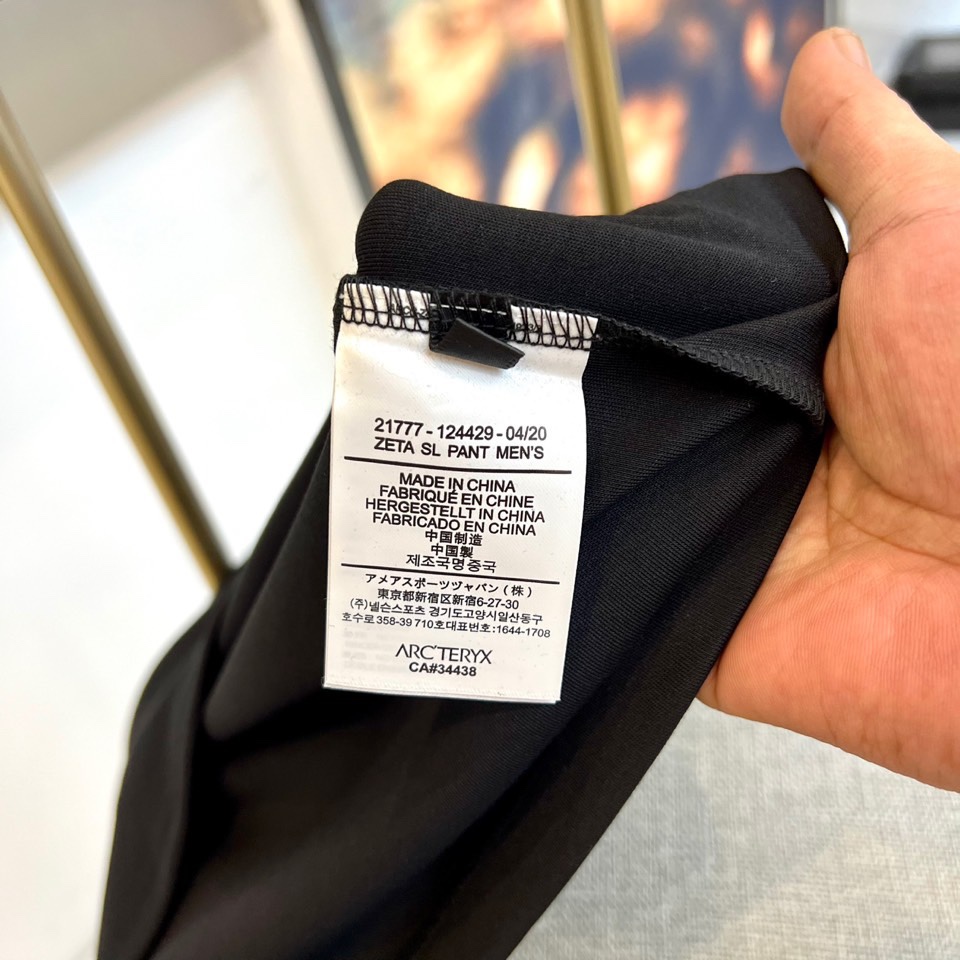 21777-124429-04/20
ZETA SL PANT MEN'S
MADE IN CHINA
FABRIQUÉ EN CHINE
HERGESTELLT IN CHINA
FABRICADO EN CHINA
中国制造
中国製
제조국명중국
アメアスポーツヅャパン(株)
東京都新宿区新宿6-27-30
(주)넬슨스포츠 경기도고양시일산동구
호수로 358-39 710호대표번호:1644-1708
ARC'TERYX
CA#34438